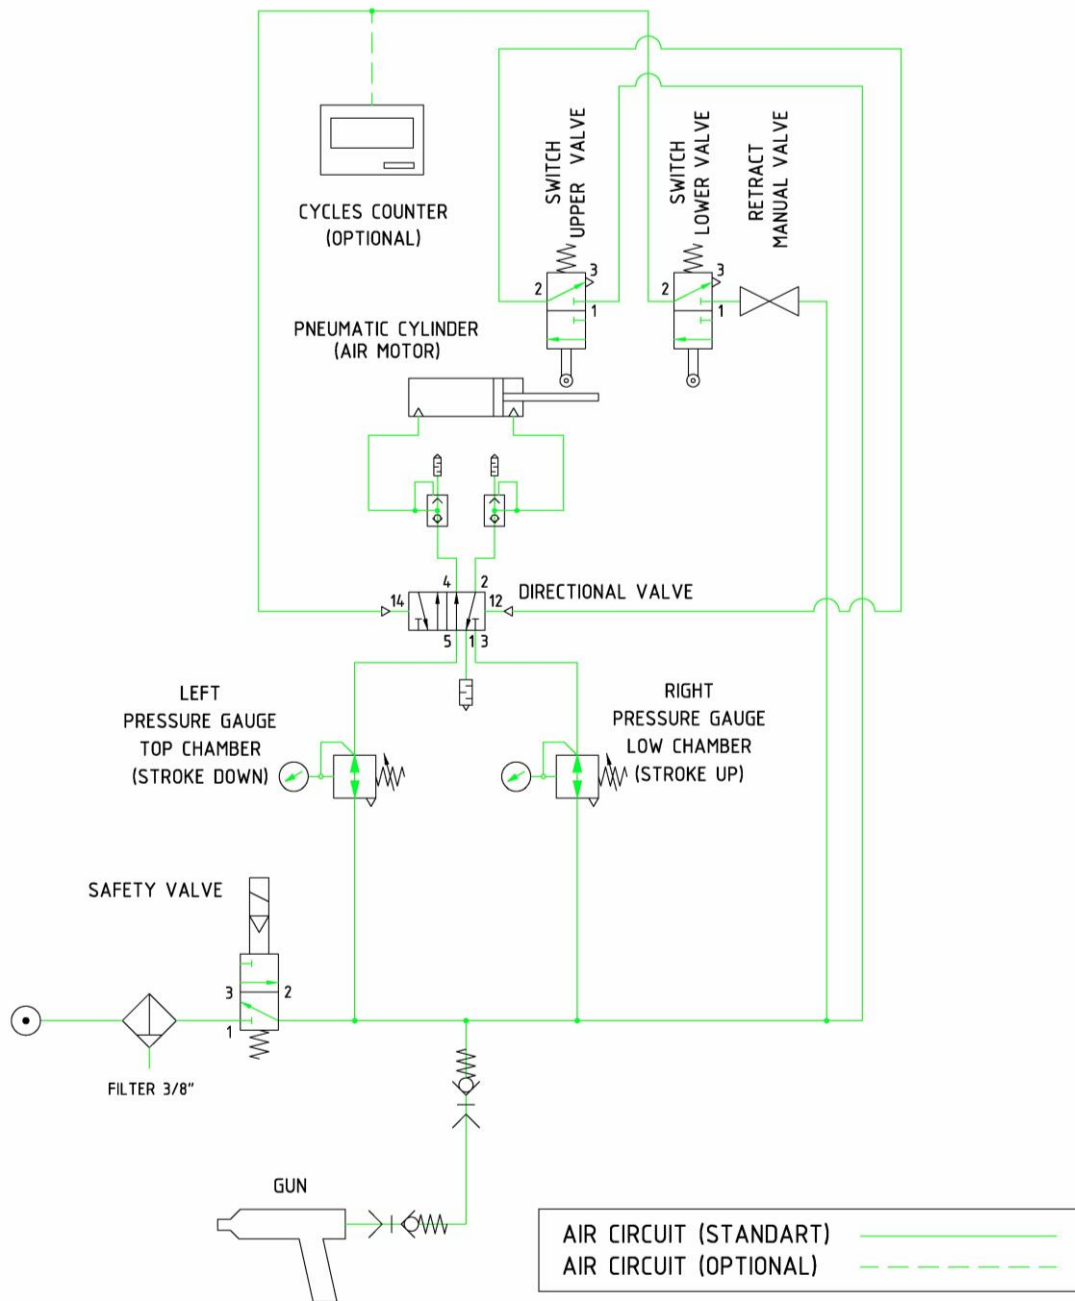 CYCLES COUNTER
(OPTIONAL)
SWITCH
UPPER VALVE
SWITCH
LOWER VALVE
RETRACT
MANUAL VALVE
3
2
1
3
2
1
PNEUMATIC CYLINDER
(AIR MOTOR)
4
2
DIRECTIONAL VALVE
14
12
5
1
3
LEFT
PRESSURE GAUGE
TOP CHAMBER
(STROKE DOWN)
RIGHT
PRESSURE GAUGE
LOW CHAMBER
(STROKE UP)
SAFETY VALVE
3
2
1
FILTER 3/8"
GUN
AIR CIRCUIT (STANDART)
AIR CIRCUIT (OPTIONAL)